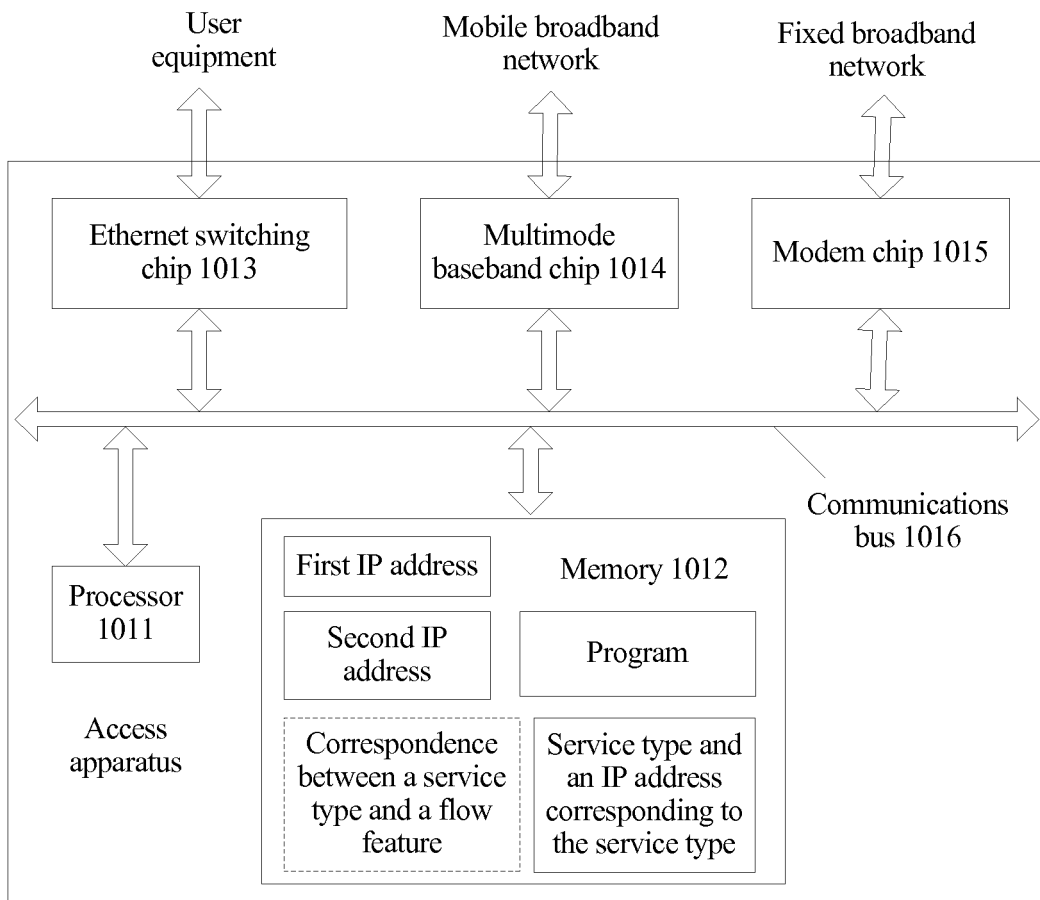 User
equipment
Mobile broadband
network
Fixed broadband
network
Ethernet switching
chip 1013
Multimode
baseband chip 1014
Modem chip 1015
Communications
bus 1016
Processor
1011
Access
apparatus
First IP address
Memory 1012
Second IP
address
Program
Correspondence
between a service
type and a flow
feature
Service type and
an IP address
corresponding to
the service type